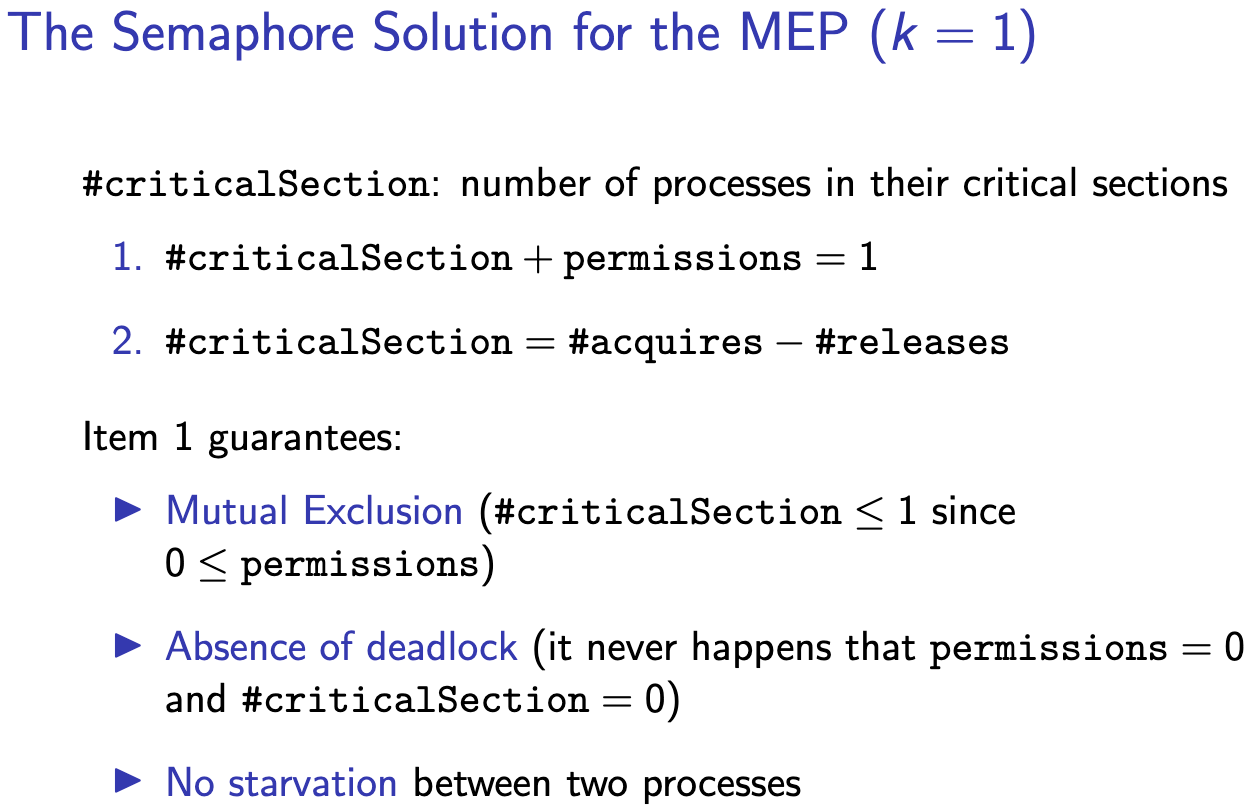 The Semaphore Solution for the MEP (k = 1)
#criticalSection: number of processes in their critical sections
1. #criticalSection + permissions = 1
2. #criticalSection = #acquires − #releases
Item 1 guarantees:
▶ Mutual Exclusion (#criticalSection ≤ 1 since
0 ≤ permissions)
▶ Absence of deadlock (it never happens that permissions = 0
and #criticalSection = 0)
▶ No starvation between two processes